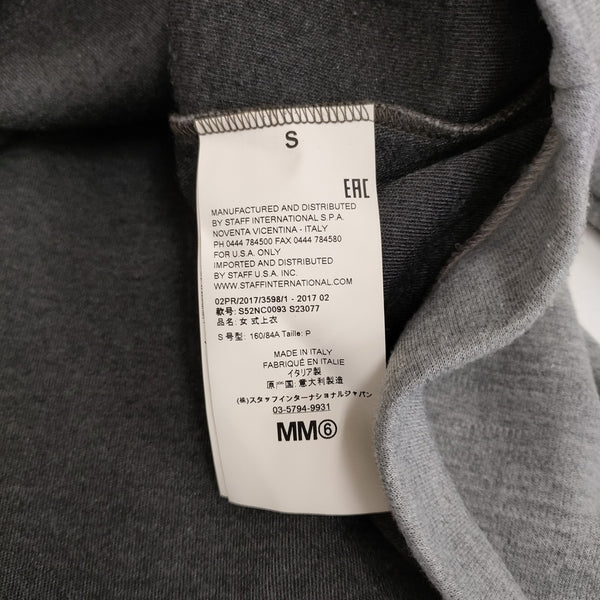 S
EAC
MANUFACTURED AND DISTRIBUTED
BY STAFF INTERNATIONAL S.P.A.
NOVENTA VICENTINA - ITALY
PH 0444 784500 FAX 0444 784580
FOR U.S.A. ONLY
IMPORTED AND DISTRIBUTED
BY STAFF U.S.A. INC.
WWW.STAFFINTERNATIONAL.COM
02PR/2017/3598/1 - 2017 02
款号: S52NC0093 S23077
品名: 女式上衣
S 号型: 160/84A Taille: P
MADE IN ITALY
FABRIQUÉ EN ITALIE
イタリア製
原产国: 意大利製造
(株)スタッフインターナショナルジャパン
03-5794-9931
MM⑥